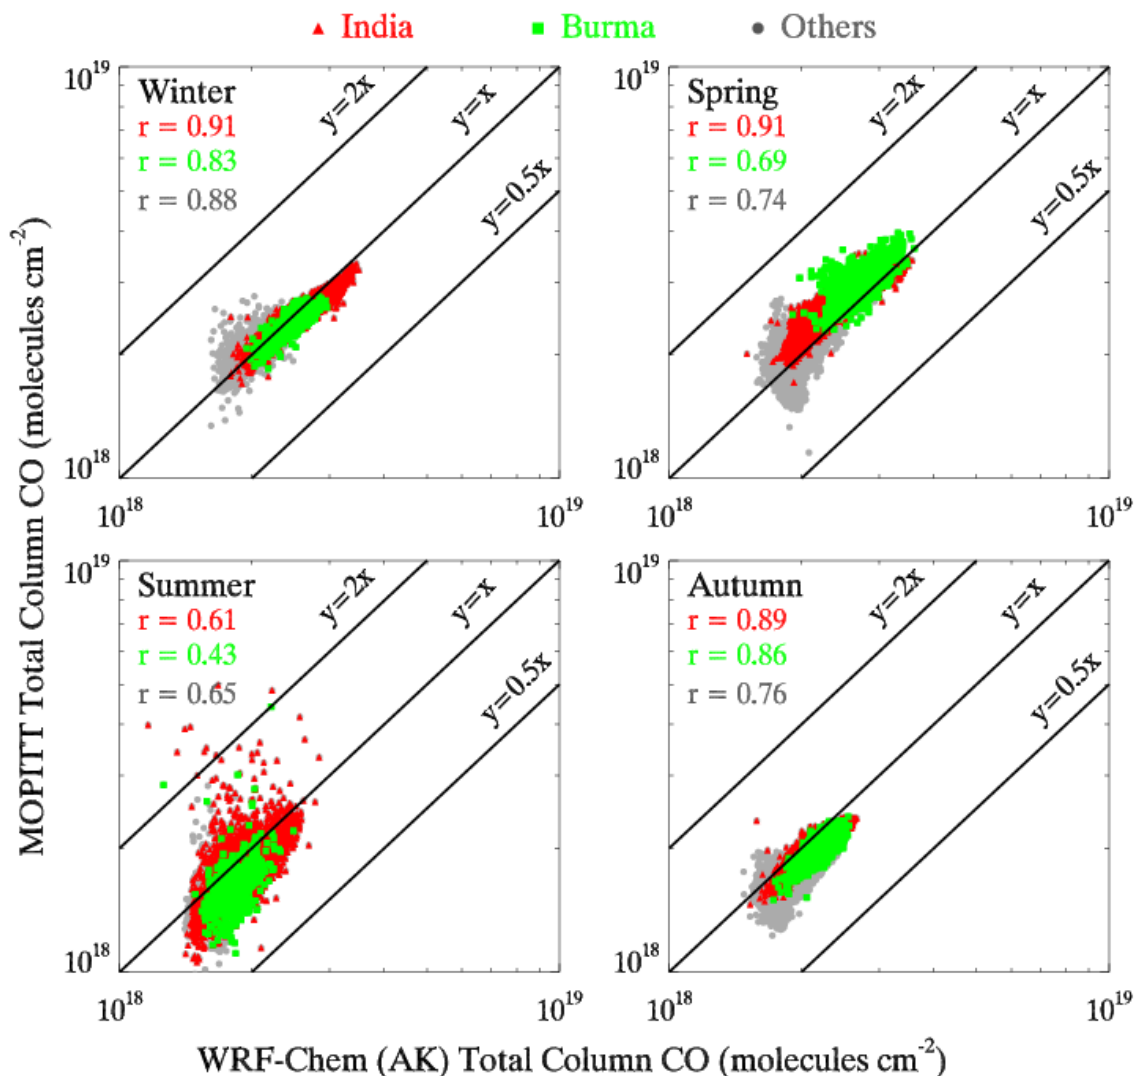 India Burma Others
MOPITT Total Column CO (molecules cm⁻²)
10¹⁹
Winter
r = 0.91
r = 0.83
r = 0.88
y=2x
y=x
y=0.5x
10¹⁸
10¹⁸
10¹⁹
10¹⁹
Spring
r = 0.91
r = 0.69
r = 0.74
y=2x
y=x
y=0.5x
10¹⁸
10¹⁸
10¹⁹
10¹⁹
Summer
r = 0.61
r = 0.43
r = 0.65
y=2x
y=x
y=0.5x
10¹⁸
10¹⁸
10¹⁹
10¹⁹
Autumn
r = 0.89
r = 0.86
r = 0.76
y=2x
y=x
y=0.5x
10¹⁸
10¹⁸
10¹⁹
WRF-Chem (AK) Total Column CO (molecules cm⁻²)